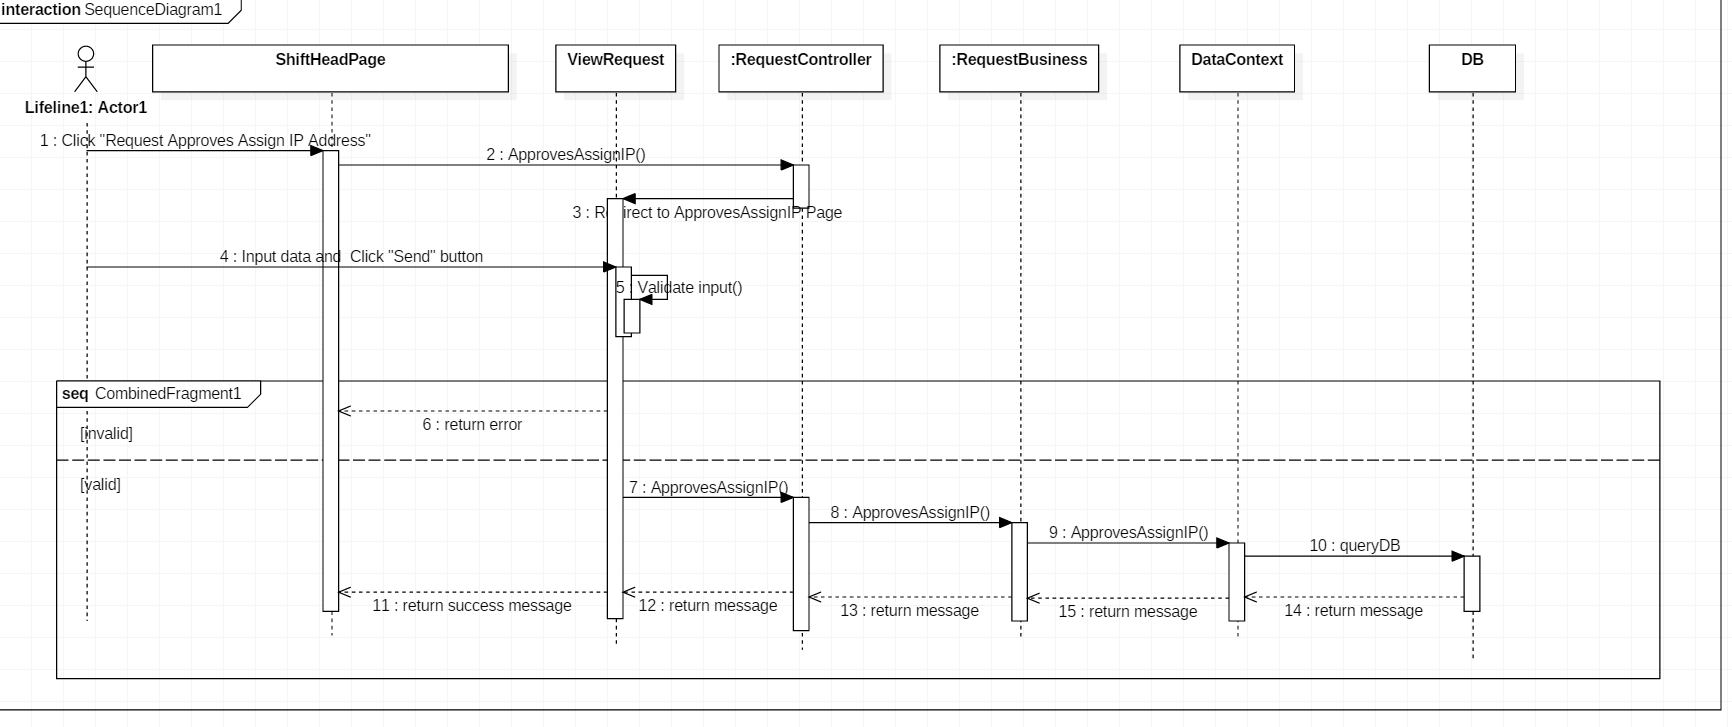 interaction SequenceDiagram1
ShiftHeadPage
ViewRequest
:RequestController
:RequestBusiness
DataContext
DB
Lifeline1: Actor1
1 : Click "Request Approves Assign IP Address"
2 : ApprovesAssignIP()
3 : Redirect to ApprovesAssignIP Page
4 : Input data and  Click "Send" button
5 : Validate input()
seq CombinedFragment1
6 : return error
[invalid]
[valid]
7 : ApprovesAssignIP()
8 : ApprovesAssignIP()
9 : ApprovesAssignIP()
10 : queryDB
11 : return success message
12 : return message
13 : return message
15 : return message
14 : return message